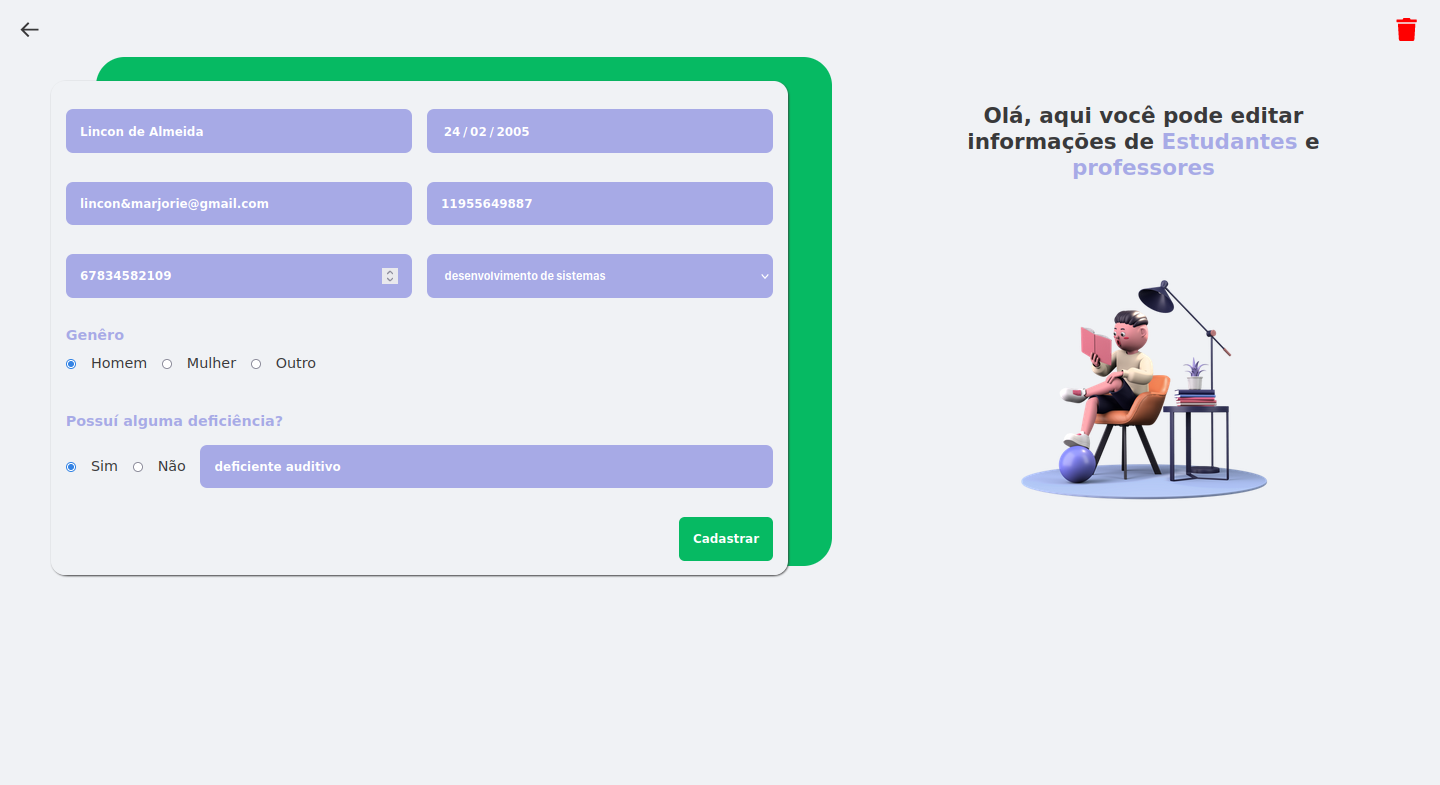 Lincon de Almeida
24/02/2005
lincon&marjorie@gmail.com
11955649887
67834582109
desenvolvimento de sistemas
Genêro
Homem Mulher Outro
Possuí alguma deficiência?
Sim Não
deficiente auditivo
Cadastrar
Olá, aqui você pode editar
informações de Estudantes e
professores